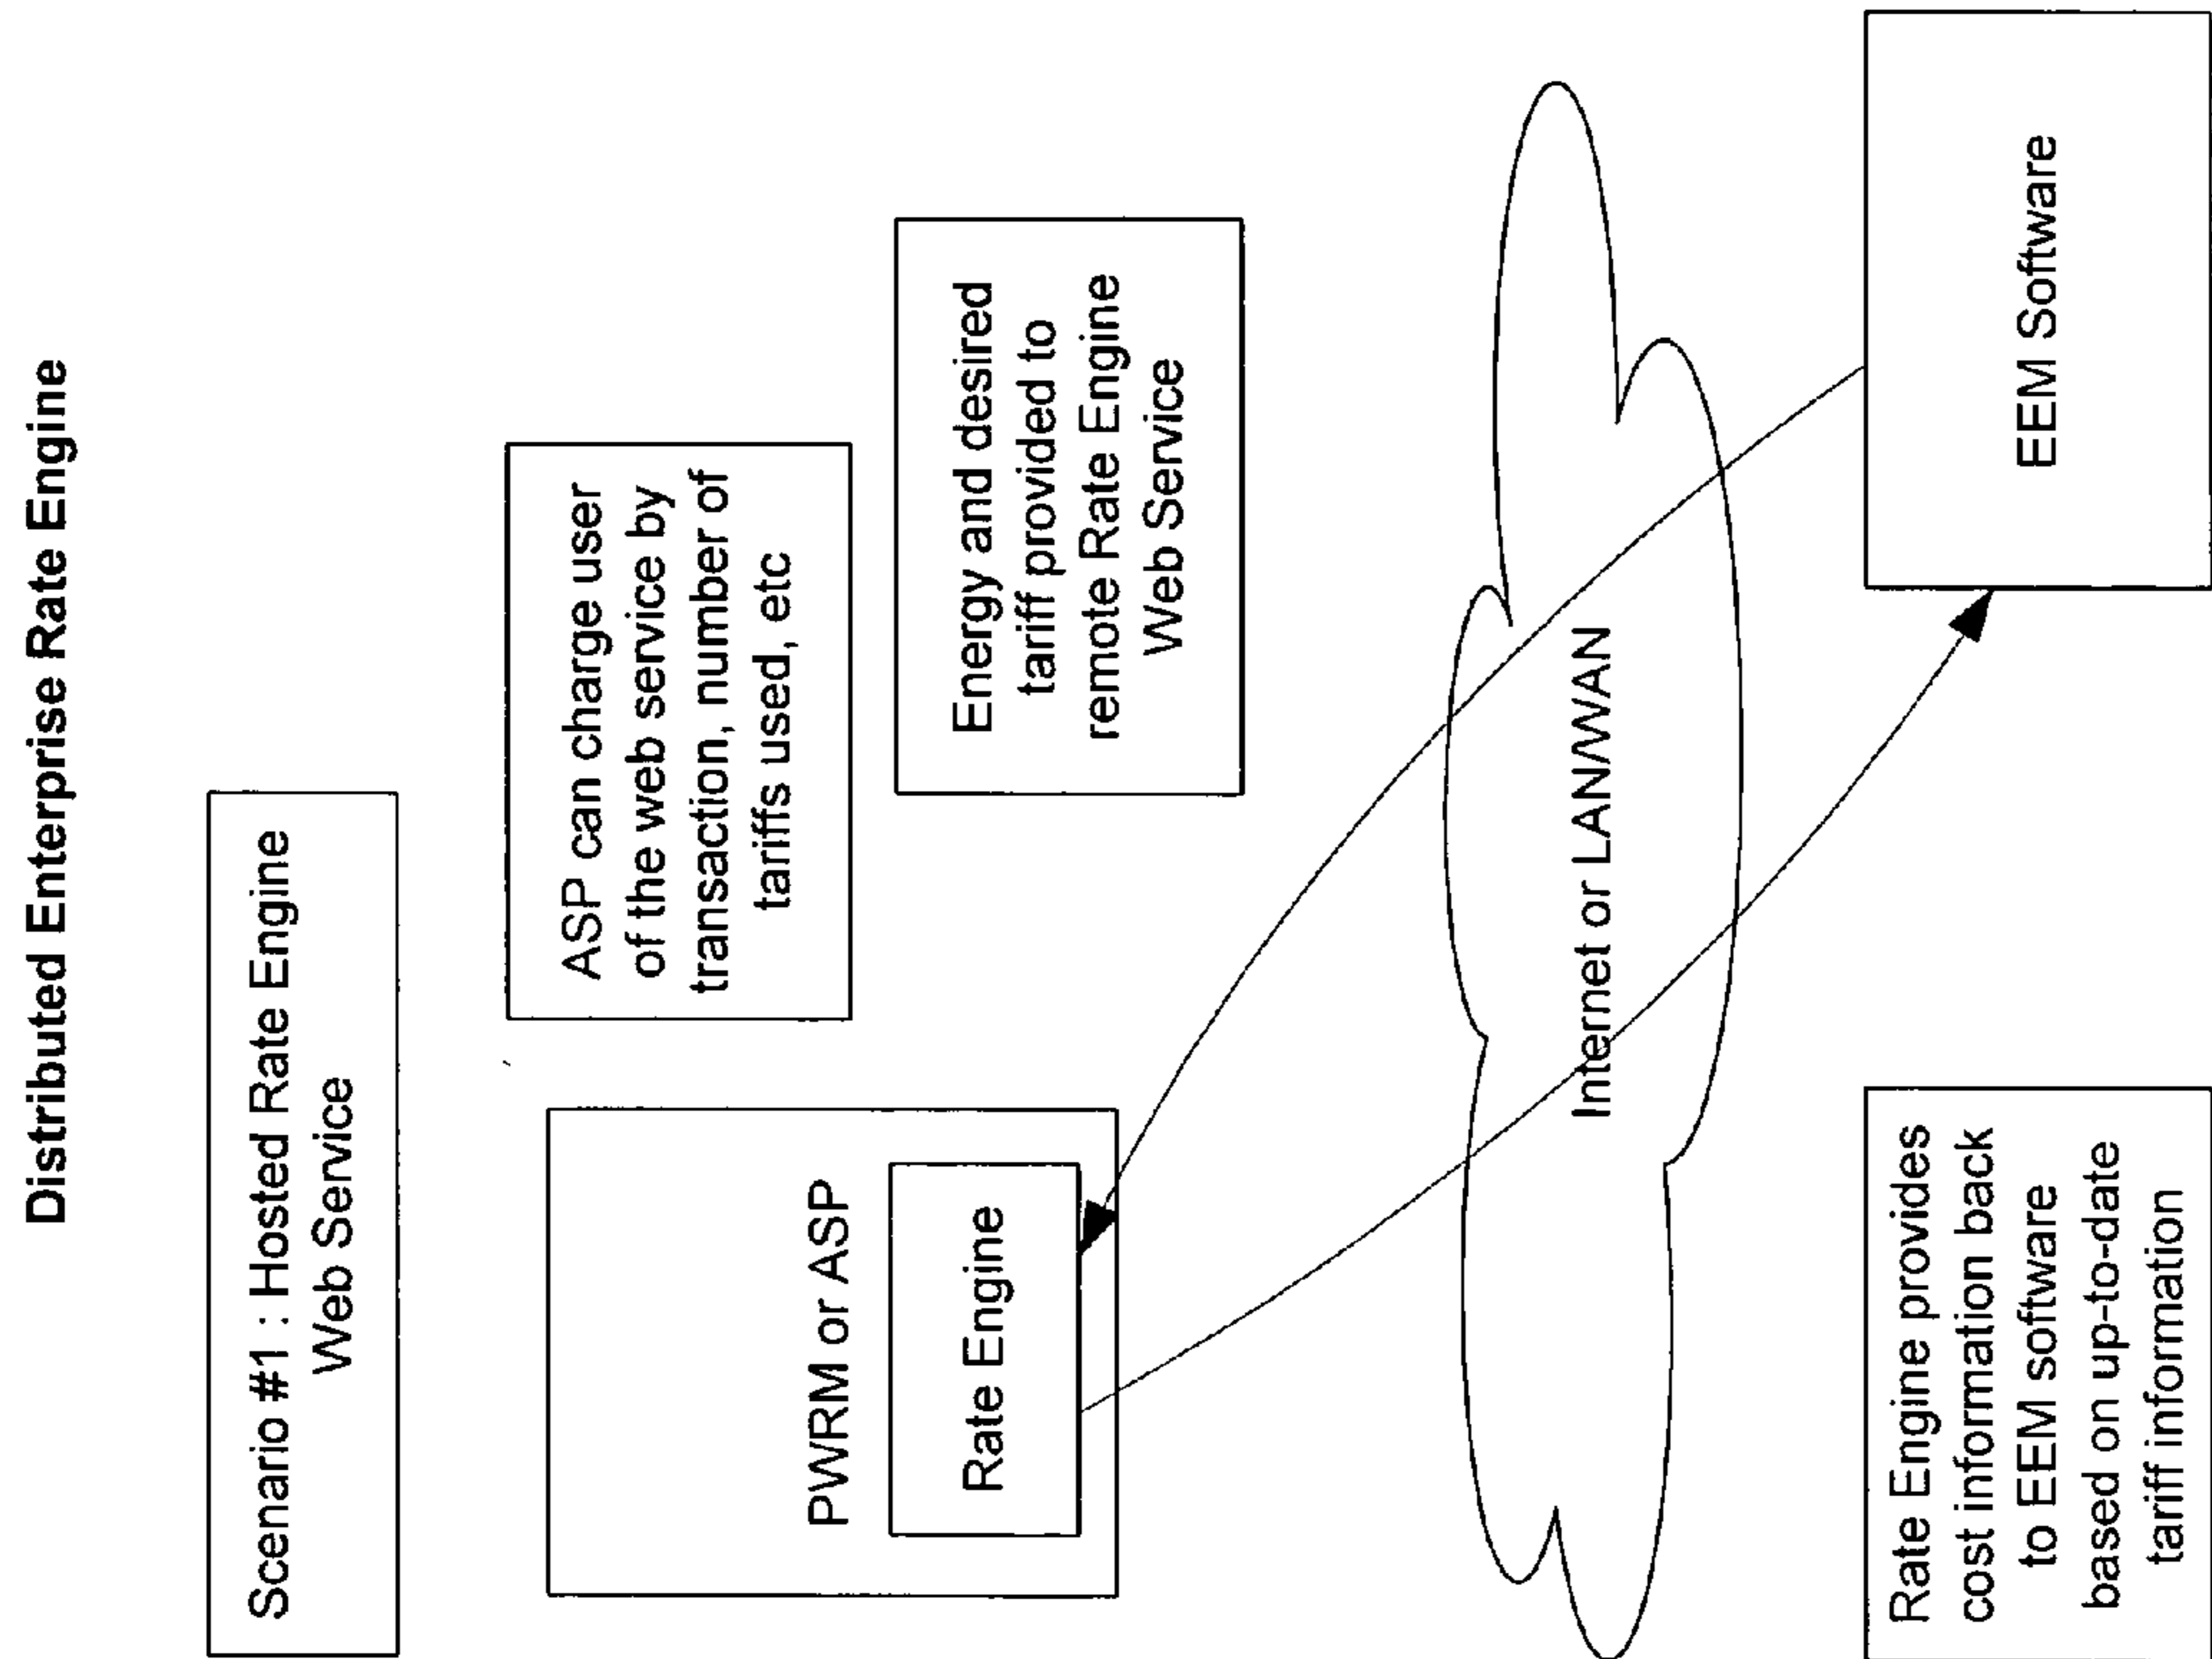 Distributed Enterprise Rate Engine
Scenario #1 : Hosted Rate Engine
Web Service
ASP can charge user
of the web service by
transaction, number of
tariffs used, etc
PWRM or ASP
Rate Engine
Energy and desired
tariff provided to
remote Rate Engine
Web Service
Internet or LAN/WAN
Rate Engine provides
cost information back
to EEM software
based on up-to-date
tariff information
EEM Software